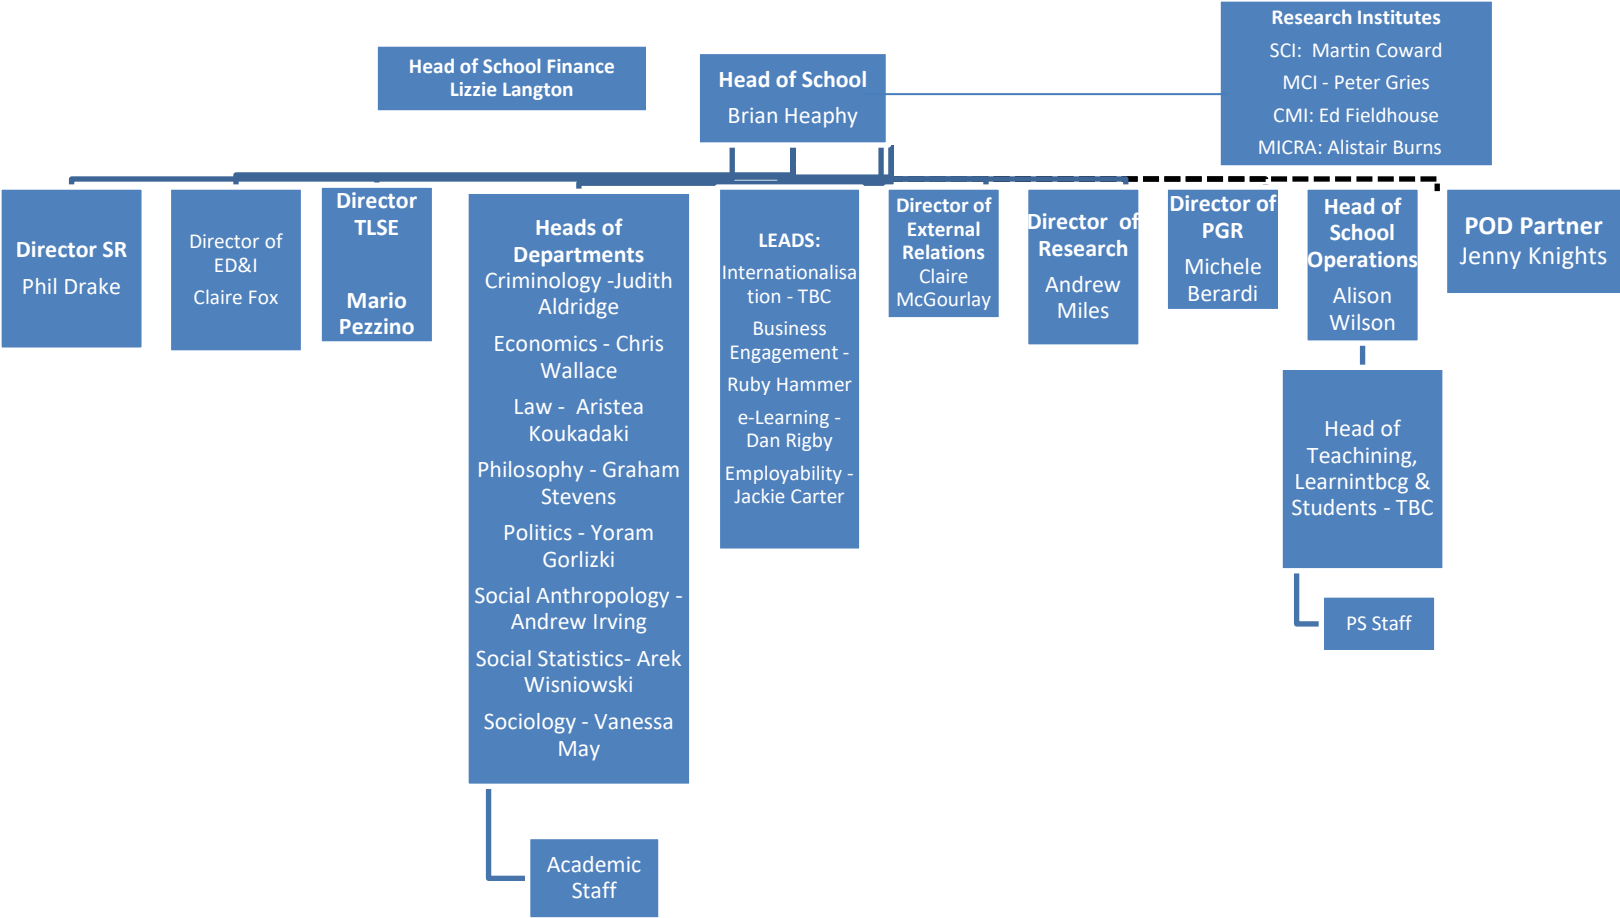 Research Institutes
SCI:  Martin Coward
MCI - Peter Gries
CMI: Ed Fieldhouse
MICRA: Alistair Burns
Head of School Finance
Lizzie Langton
Head of School
Brian Heaphy
Director SR
Phil Drake
Director of
ED&I
Claire Fox
Director
TLSE
Mario
Pezzino
Heads of
Departments
Criminology -Judith
Aldridge
Economics - Chris
Wallace
Law -  Aristea
Koukadaki
Philosophy - Graham
Stevens
Politics - Yoram
Gorlizki
Social Anthropology -
Andrew Irving
Social Statistics- Arek
Wisniowski
Sociology - Vanessa
May
Academic
Staff
LEADS:
Internationalisa
tion - TBC
Business
Engagement -
Ruby Hammer
e-Learning -
Dan Rigby
Employability -
Jackie Carter
Director of
External
Relations
Claire
McGourlay
Director  of
Research
Andrew
Miles
Director of
PGR
Michele
Berardi
Head of
School
Operations
Alison
Wilson
Head of
Teachining,
Learnintbcg &
Students - TBC
PS Staff
POD Partner
Jenny Knights